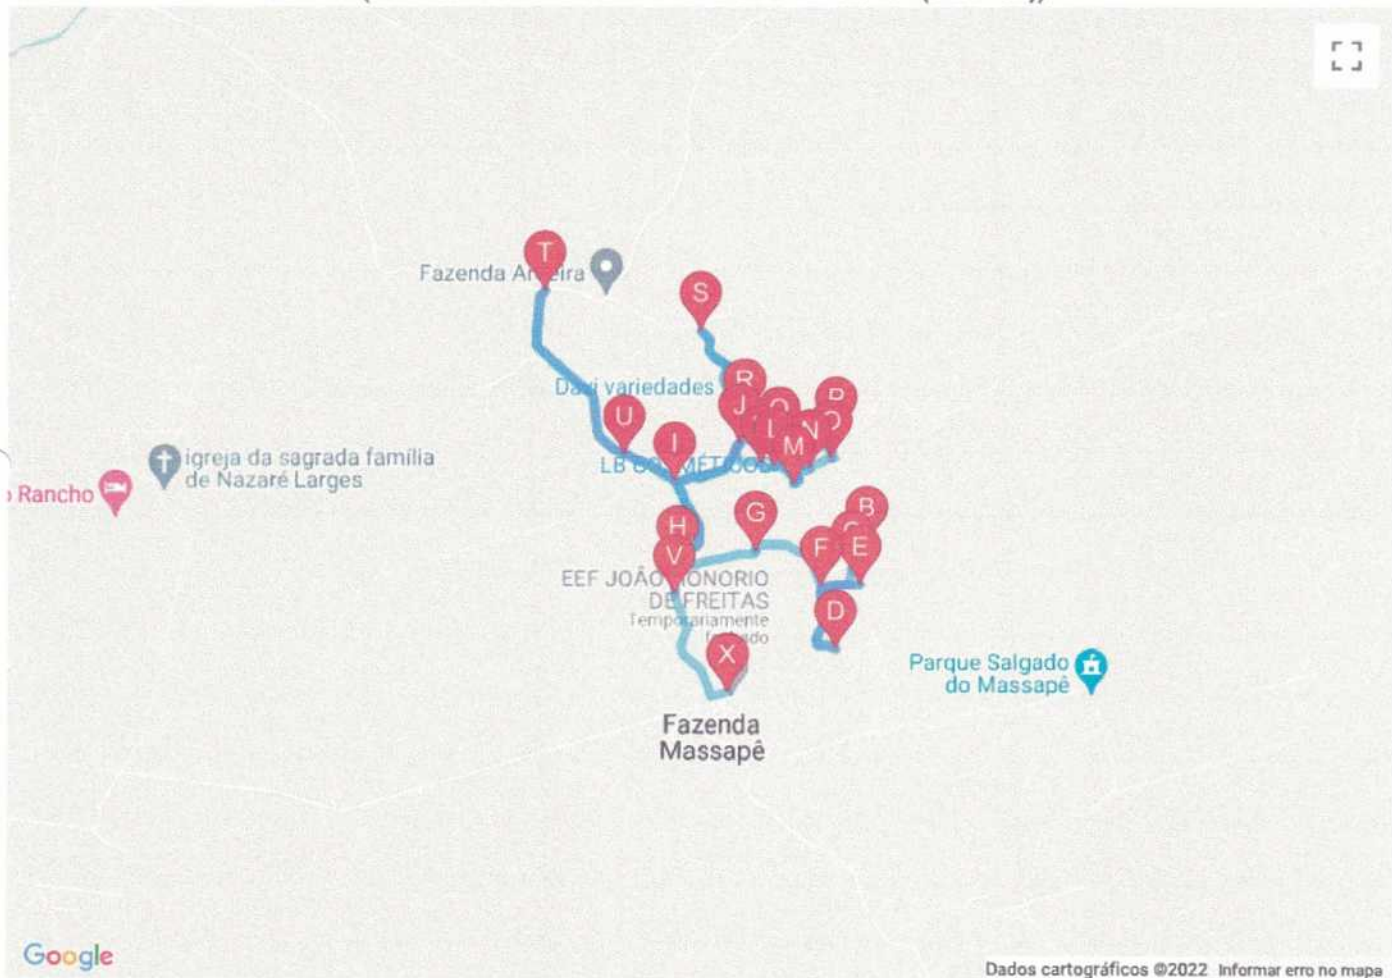 T
Fazenda
S
Davi variedades
R
J
P
U
I
L
N
M
LB
igreja da sagrada família
de Nazaré Larges
Rancho
B
G
H
F
E
V
EEF JOÃO HONORIO
DE FREITAS
Temporariamente
D
X
Parque Salgado
do Massapê
Fazenda
Massapê
Google
Dados cartográficos ©2022 Informar erro no mapa